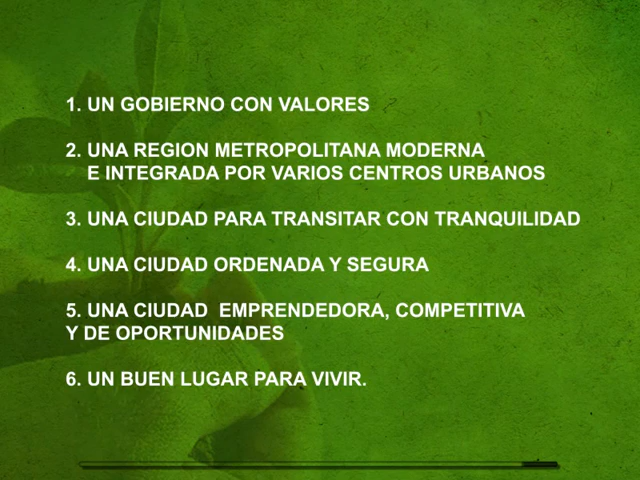 1. UN GOBIERNO CON VALORES
2. UNA REGION METROPOLITANA MODERNA
E INTEGRADA POR VARIOS CENTROS URBANOS
3. UNA CIUDAD PARA TRANSITAR CON TRANQUILIDAD
4. UNA CIUDAD ORDENADA Y SEGURA
5. UNA CIUDAD EMPRENDEDORA, COMPETITIVA
Y DE OPORTUNIDADES
6. UN BUEN LUGAR PARA VIVIR.